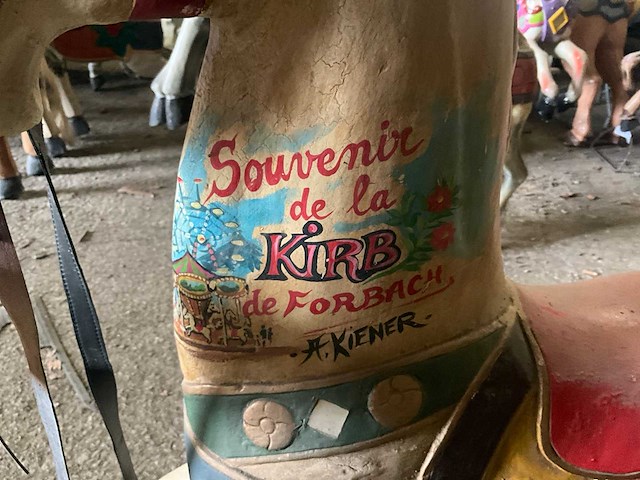 Souvenir
de la
KiRB
de FORBACH
A. KiENER